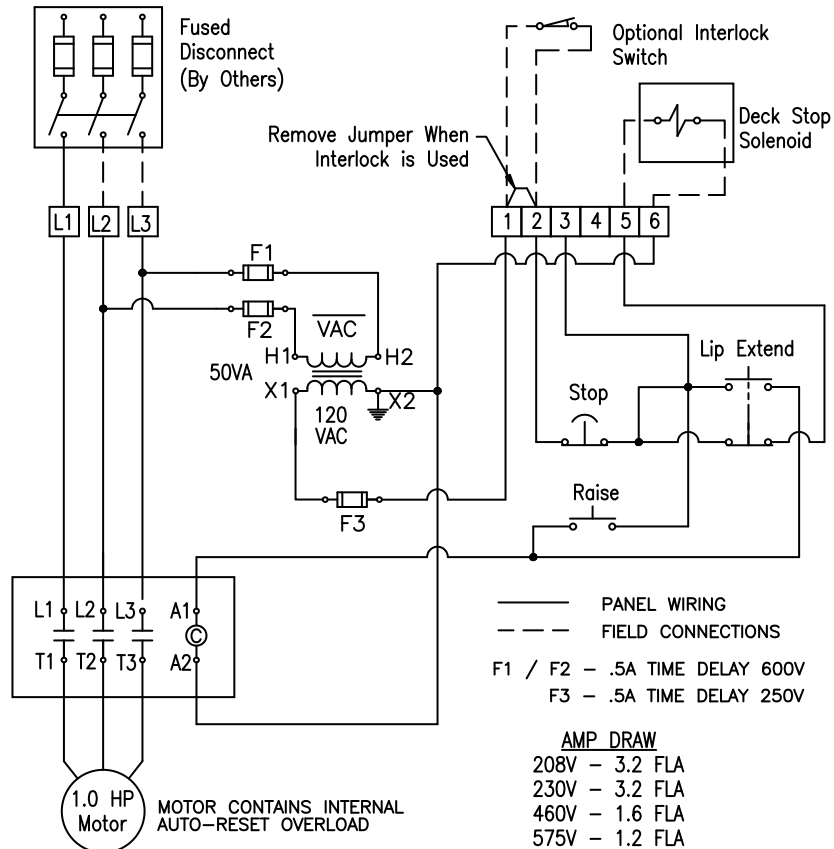 Fused
Disconnect
(By Others)
Optional Interlock
Switch
Deck Stop
Solenoid
Remove Jumper When
Interlock is Used
L1
L2
L3
1
2
3
4
5
6
F1
F2
VAC
H1
H2
50VA
X1
X2
120
VAC
F3
Lip Extend
Stop
Raise
L1
L2
L3
A1
C
T1
T2
T3
A2
PANEL WIRING
FIELD CONNECTIONS
F1 / F2 – .5A TIME DELAY 600V
F3 – .5A TIME DELAY 250V
AMP DRAW
208V – 3.2 FLA
230V – 3.2 FLA
460V – 1.6 FLA
575V – 1.2 FLA
1.0 HP
Motor
MOTOR CONTAINS INTERNAL
AUTO–RESET OVERLOAD